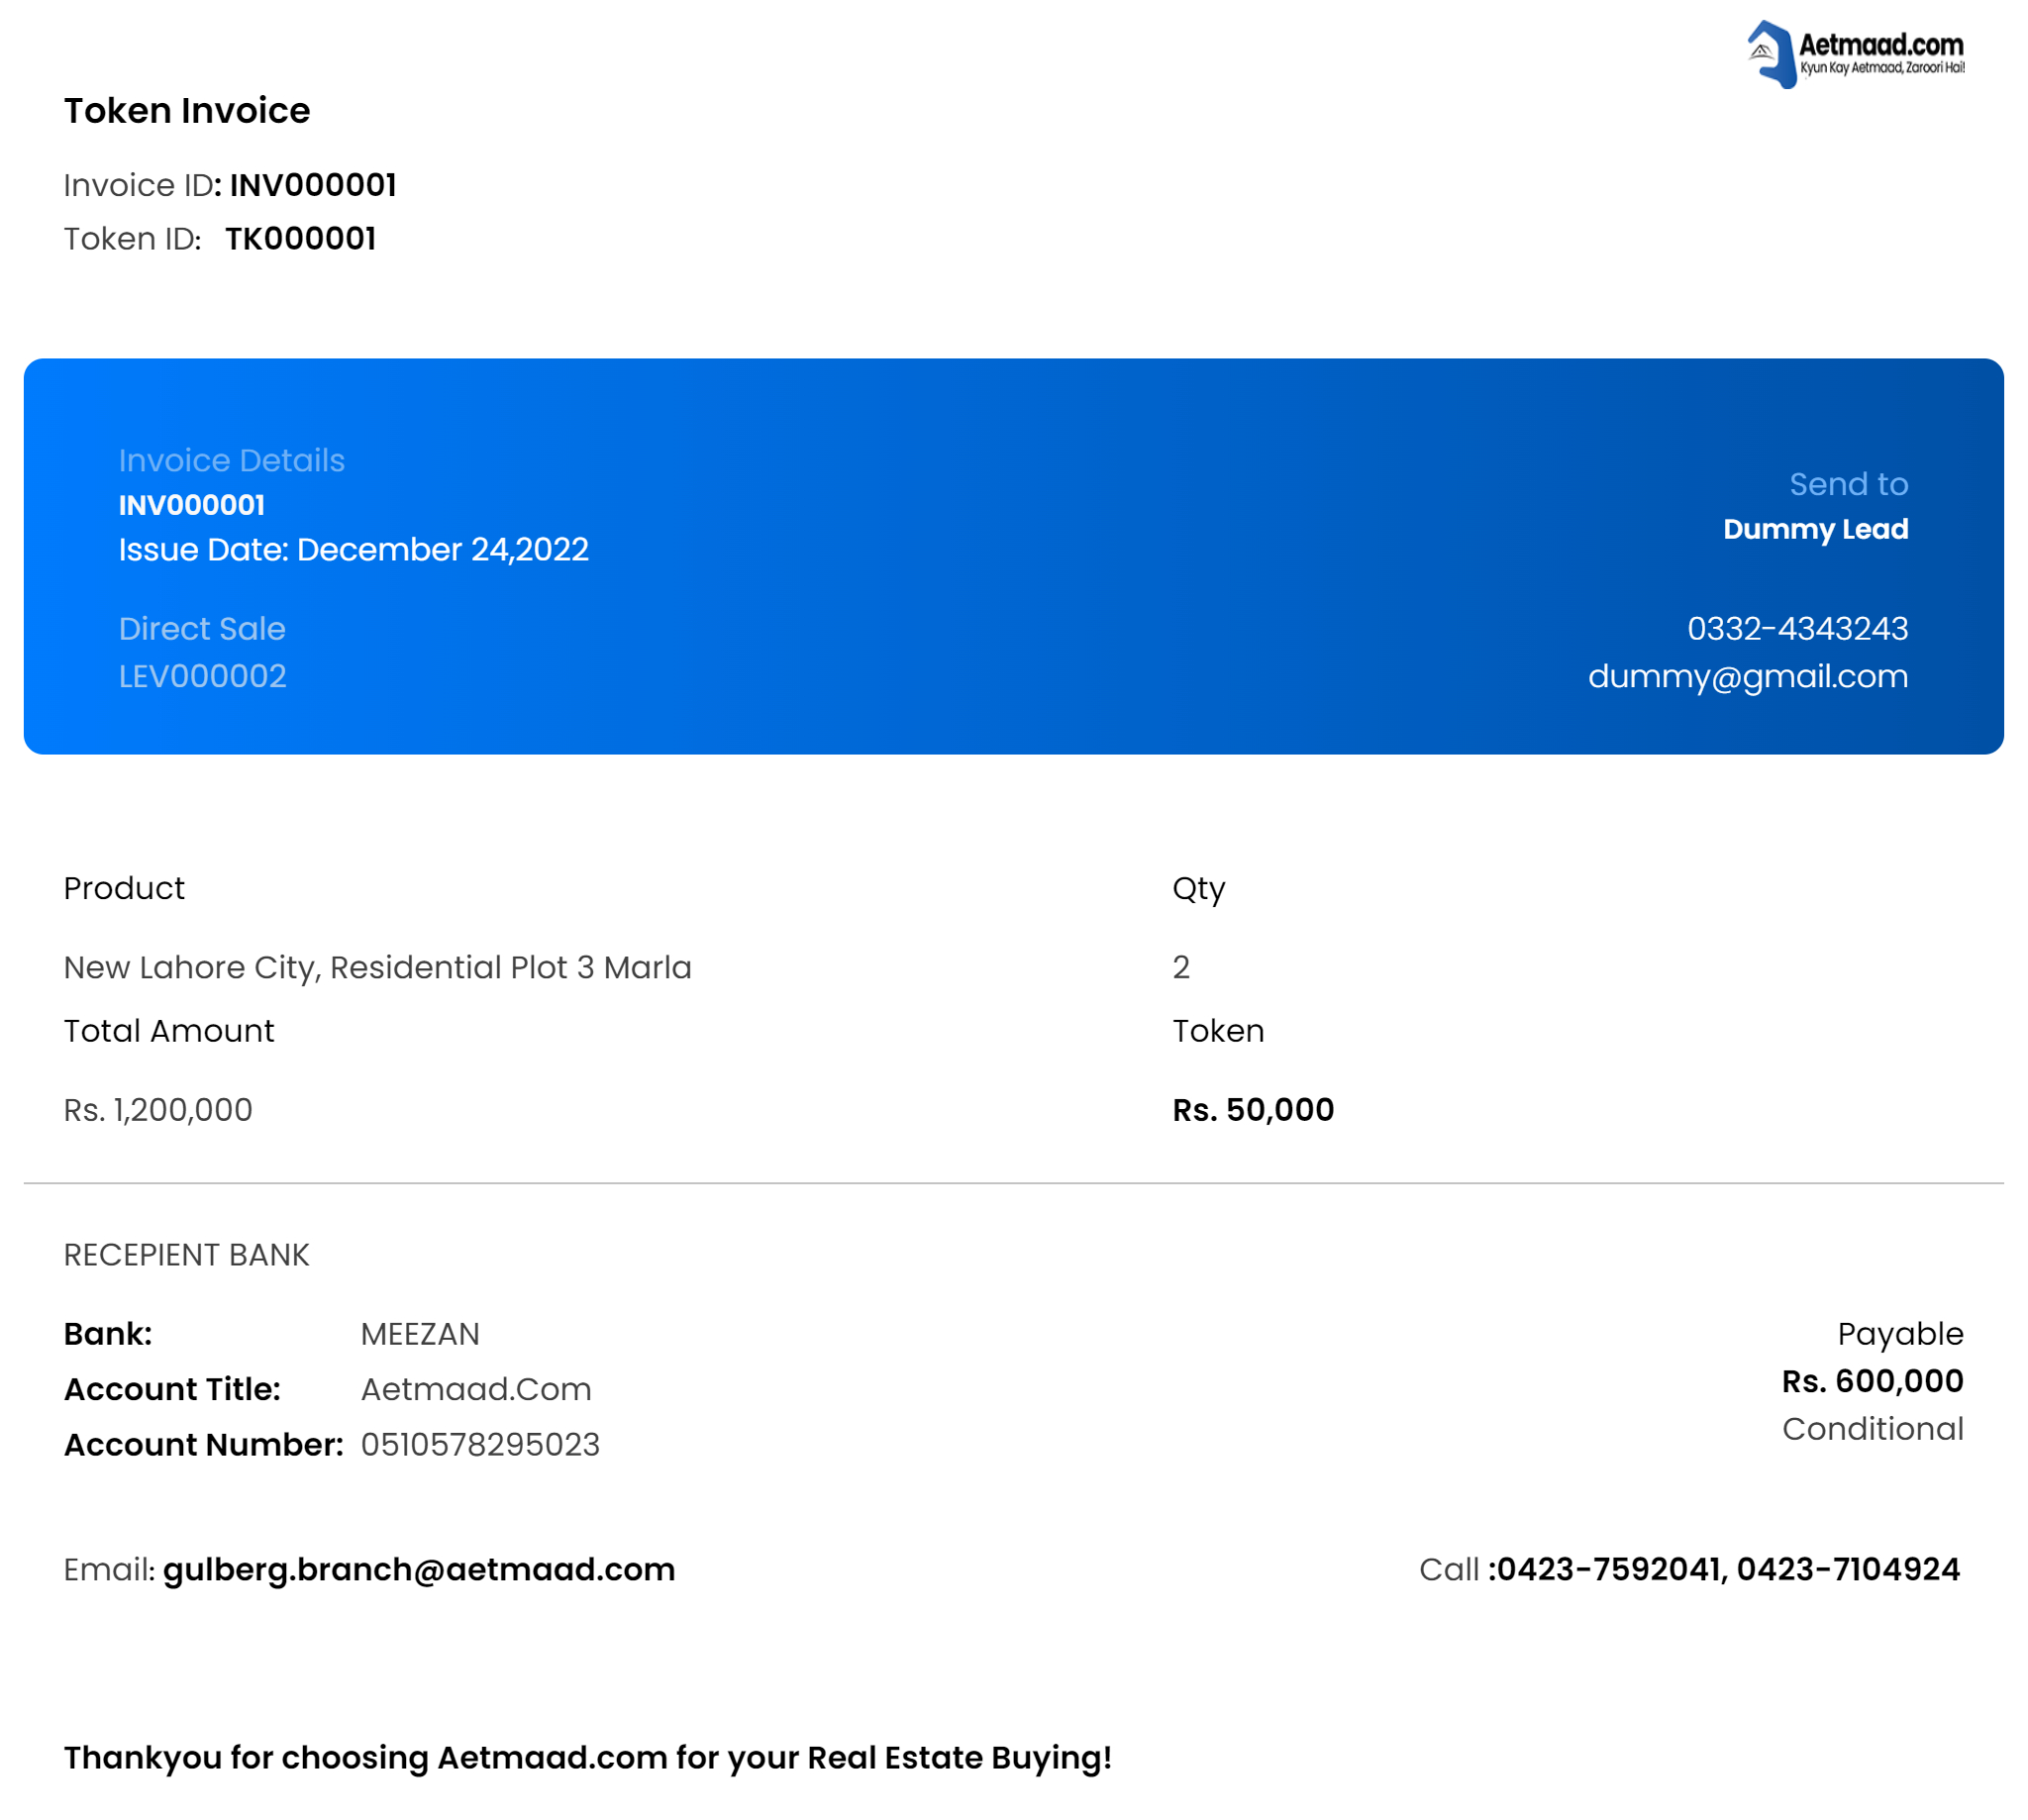 Aetmaad.com
Kyun Kay Aetmaad, Zaroori Hai!
Token Invoice
Invoice ID: INV000001
Token ID: TK000001
Invoice Details
INV000001
Issue Date: December 24,2022
Direct Sale
LEV000002
Send to
Dummy Lead
0332-4343243
dummy@gmail.com
Product Qty
New Lahore City, Residential Plot 3 Marla 2
Total Amount Token
Rs. 1,200,000 Rs. 50,000
RECEPIENT BANK
Bank: MEEZAN
Account Title: Aetmaad.Com
Account Number: 0510578295023
Payable
Rs. 600,000
Conditional
Email: gulberg.branch@aetmaad.com
Call :0423-7592041, 0423-7104924
Thankyou for choosing Aetmaad.com for your Real Estate Buying!